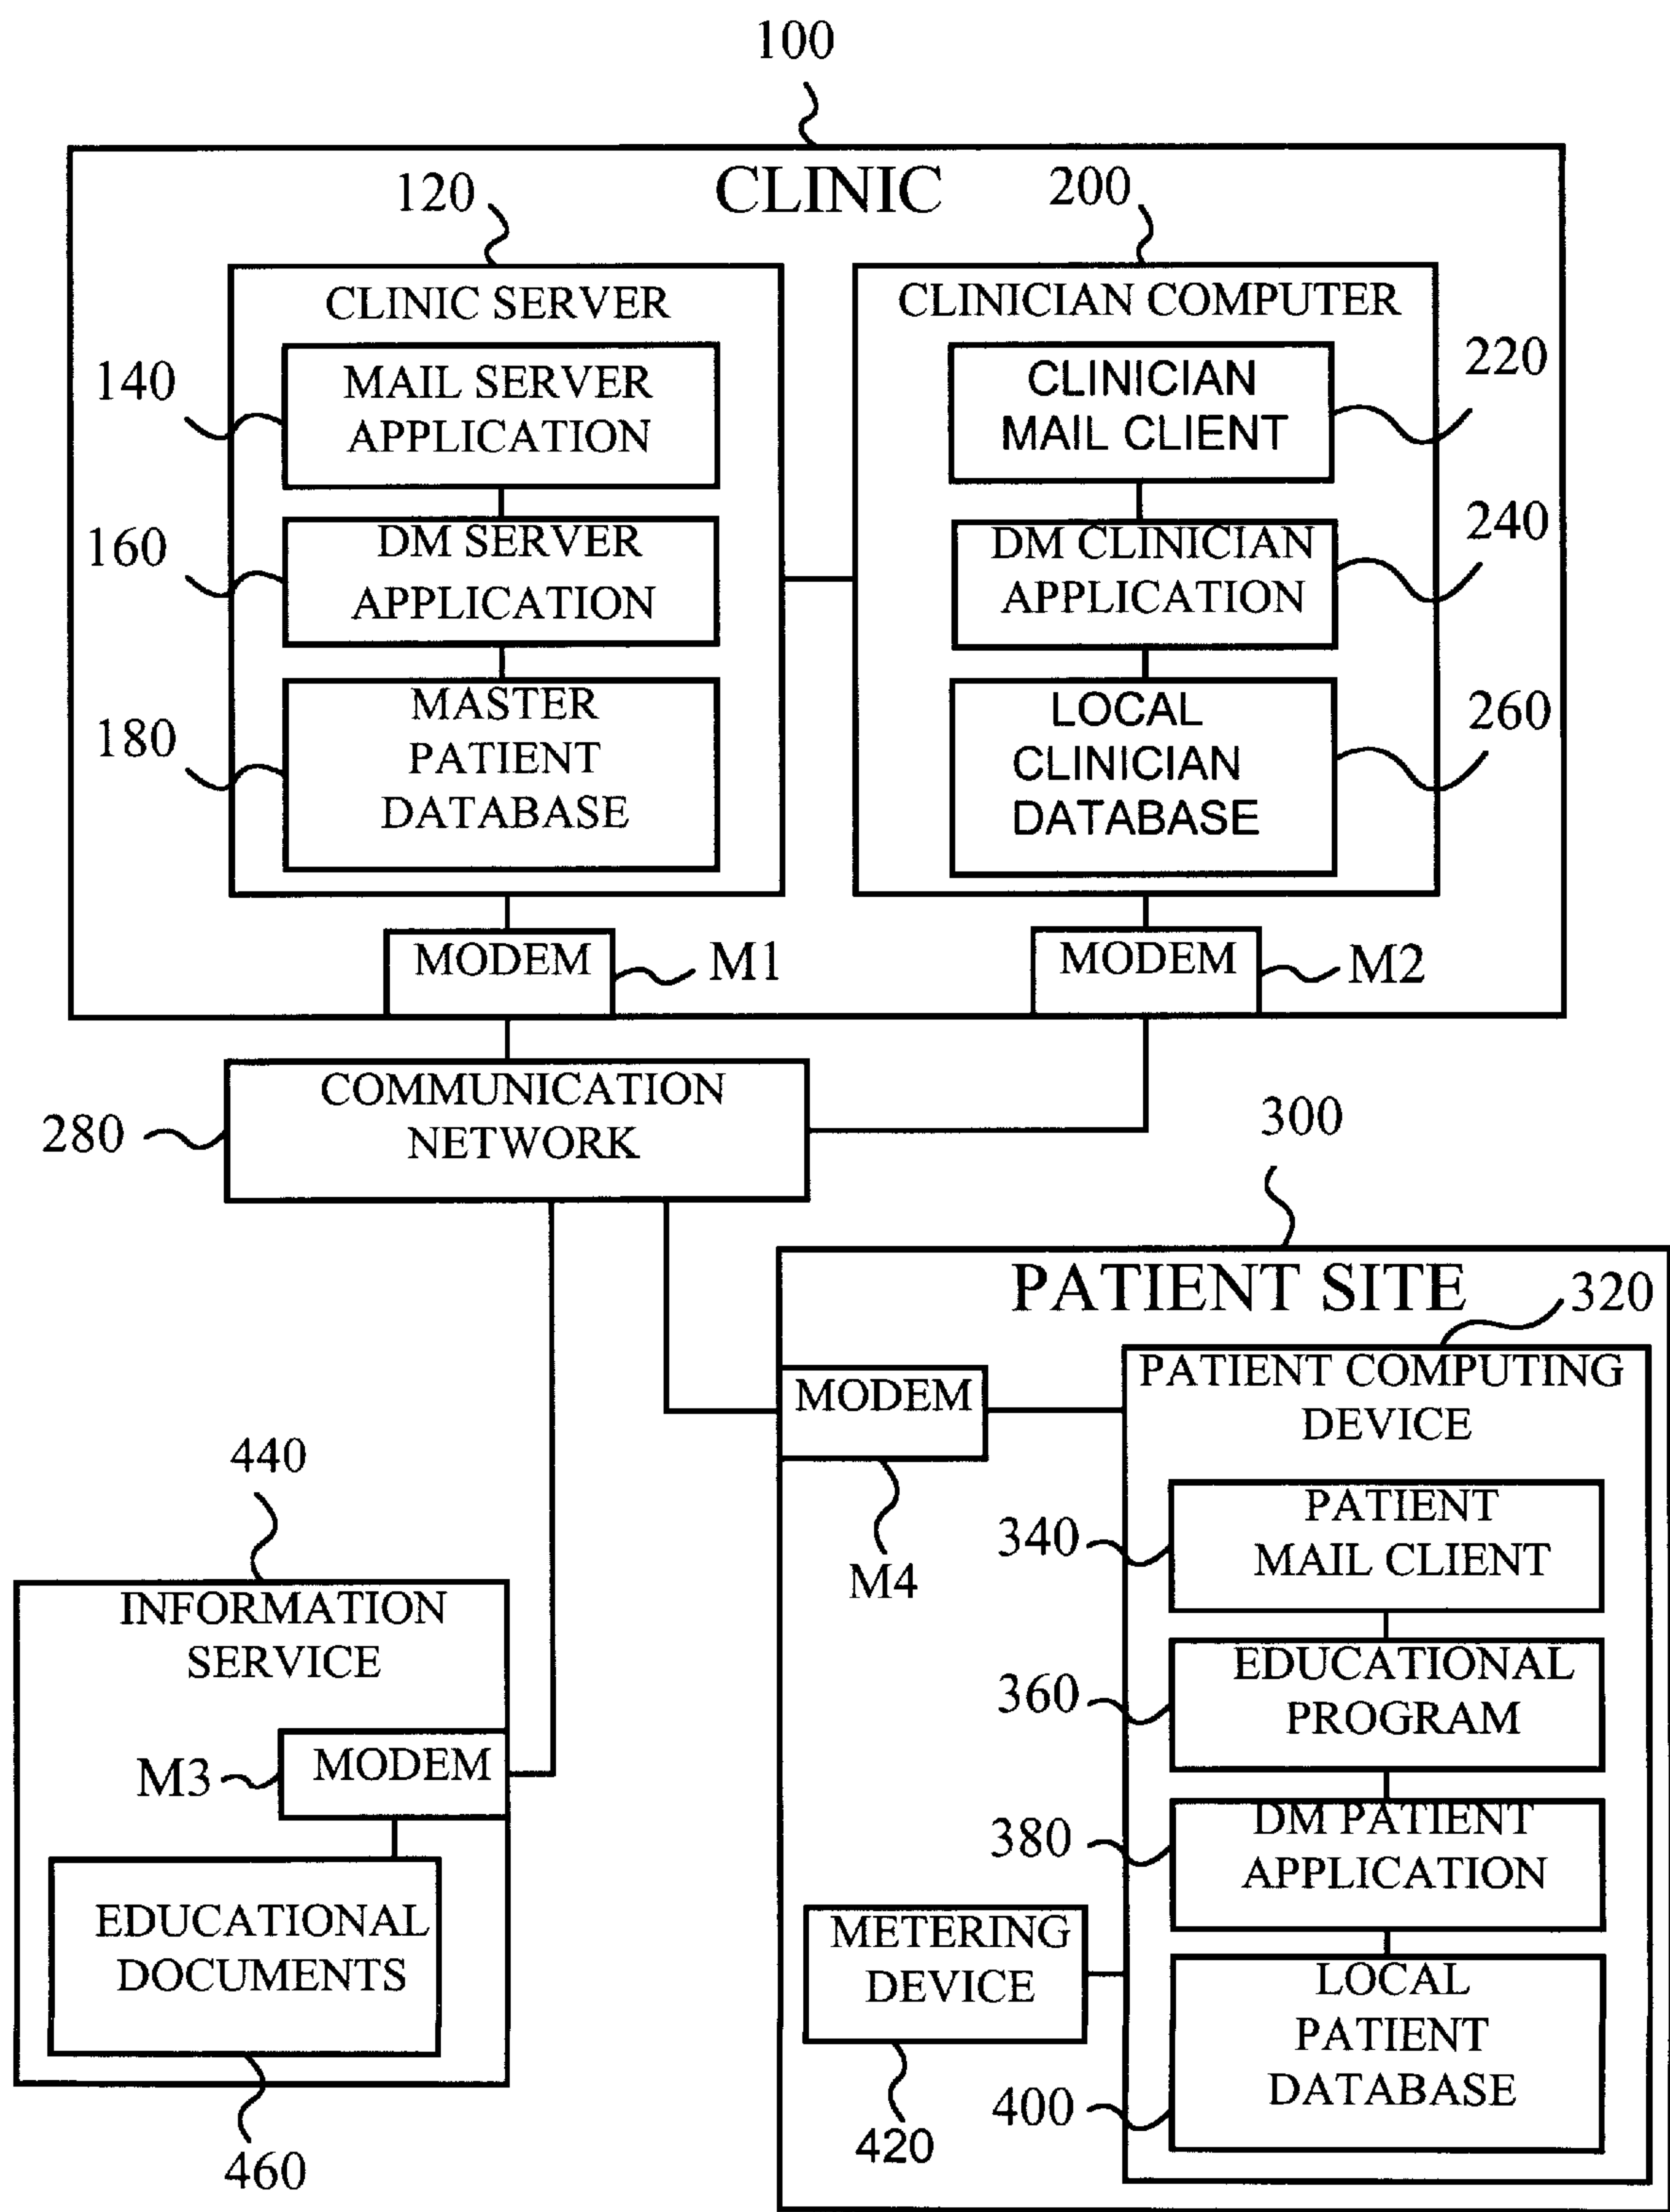 100
CLINIC
120
200
CLINIC SERVER
CLINICIAN COMPUTER
140
MAIL SERVER
APPLICATION
CLINICIAN
MAIL CLIENT
220
160
DM SERVER
APPLICATION
DM CLINICIAN
APPLICATION
240
180
MASTER
PATIENT
DATABASE
LOCAL
CLINICIAN
DATABASE
260
MODEM
M1
MODEM
M2
280
COMMUNICATION
NETWORK
300
PATIENT SITE
320
MODEM
M4
PATIENT COMPUTING
DEVICE
340
PATIENT
MAIL CLIENT
360
EDUCATIONAL
PROGRAM
380
DM PATIENT
APPLICATION
METERING
DEVICE
420
400
LOCAL
PATIENT
DATABASE
440
INFORMATION
SERVICE
M3
MODEM
EDUCATIONAL
DOCUMENTS
460